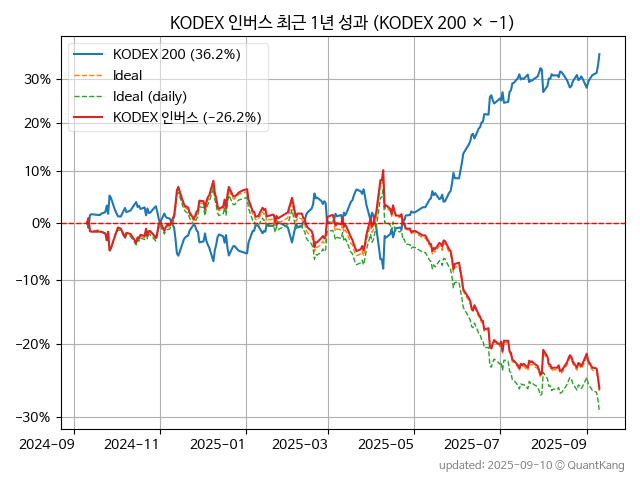 KODEX 인버스 최근 1년 성과 (KODEX 200 × −1)
KODEX 200 (36.2%)
Ideal
Ideal (daily)
KODEX 인버스 (−26.2%)
30%
20%
10%
0%
−10%
−20%
−30%
2024-09
2024-11
2025-01
2025-03
2025-05
2025-07
2025-09
updated: 2025-09-10 ⓒ QuantKang